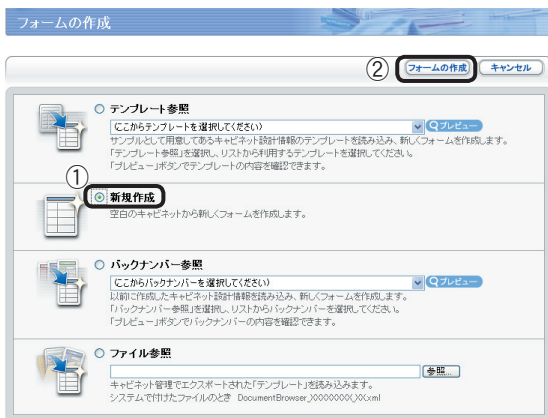 フォームの作成
② フォームの作成 キャンセル
テンプレート参照
(ここからテンプレートを選択してください) プレビュー
サンプルとして用意してあるキャビネット設計情報のテンプレートを読み込み、新しくフォームを作成します。
「テンプレート参照」を選択し、リストから利用するテンプレートを選択してください。
「プレビュー」ボタンでテンプレートの内容を確認できます。
①
新規作成
空白のキャビネットから新しくフォームを作成します。
バックナンバー参照
(ここからバックナンバーを選択してください) プレビュー
以前に作成したキャビネット設計情報を読み込み、新しくフォームを作成します。
「バックナンバー参照」を選択し、リストからバックナンバーを選択してください。
「プレビュー」ボタンでバックナンバーの内容を確認できます。
ファイル参照
参照...
キャビネット管理でエクスポートされた「テンプレート」を読み込みます。
システムで付けたファイルのとき DocumentBrowser_XXXXXXXX(_XX).xml